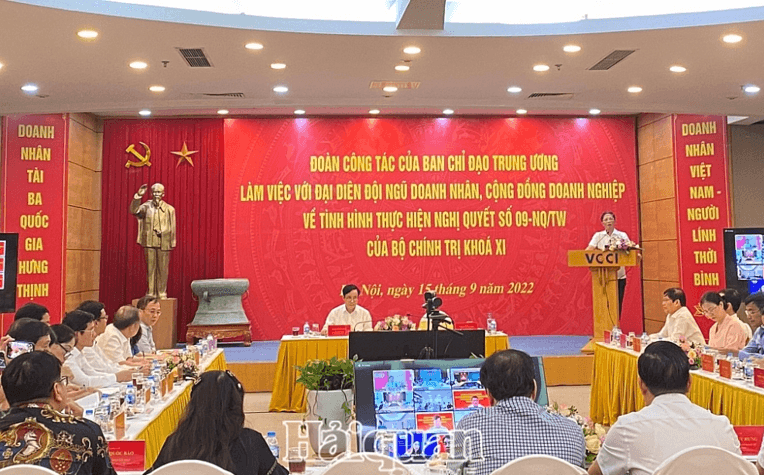 DOANH
NHÂN
TÀI
BA
QUỐC
GIA
HƯNG
THỊNH
ĐOÀN CÔNG TÁC CỦA BAN CHỈ ĐẠO TRUNG ƯƠNG
LÀM VIỆC VỚI ĐẠI DIỆN ĐỘI NGŨ DOANH NHÂN, CỘNG ĐỒNG DOANH NGHIỆP
VỀ TÌNH HÌNH THỰC HIỆN NGHỊ QUYẾT SỐ 09-NQ/TW
CỦA BỘ CHÍNH TRỊ KHOÁ XI
Nội, ngày 15 tháng 9 năm 2022
VCCI
DOANH
NHÂN
VIỆT
NAM-
NGƯỜI
LÍNH
THỜI
BÌNH
Hải quan